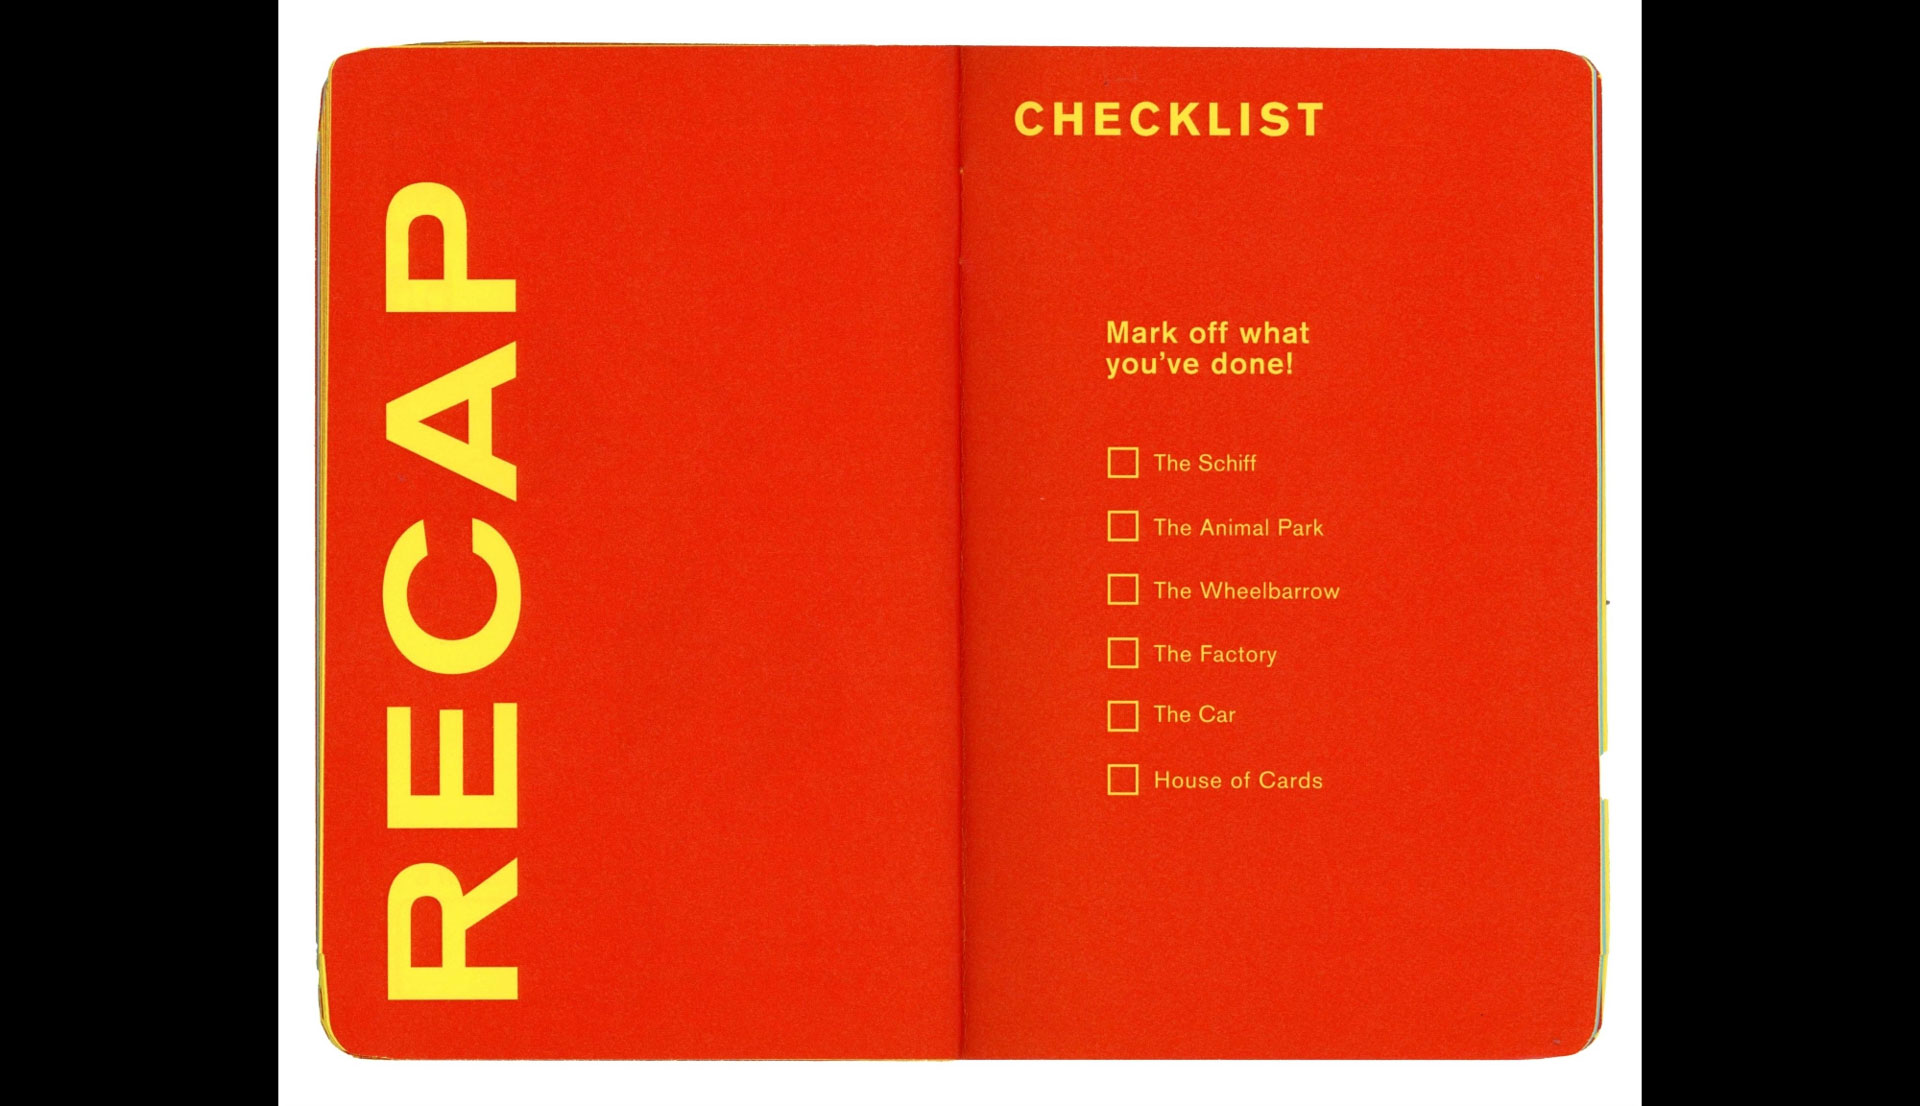 RECAP
CHECKLIST
Mark off what
you've done!
The Schiff
The Animal Park
The Wheelbarrow
The Factory
The Car
House of Cards